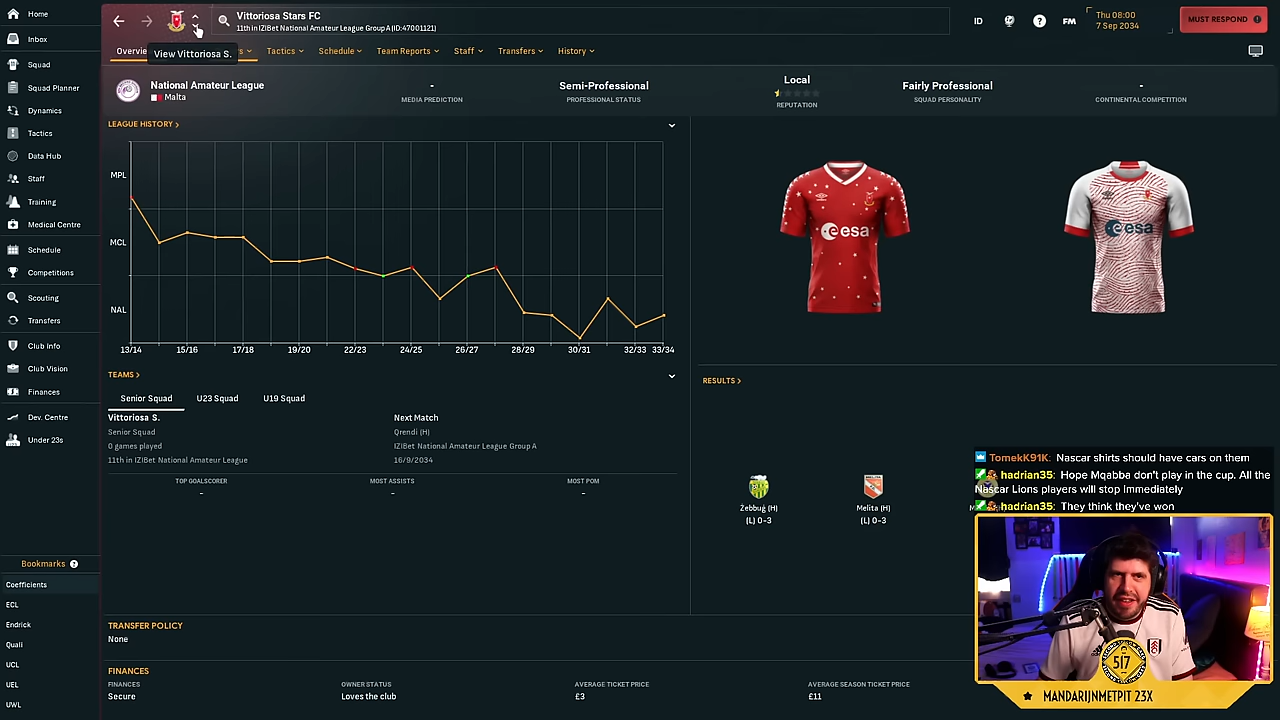 Home
Inbox
Squad
Squad Planner
Dynamics
Tactics
Data Hub
Staff
Training
Medical Centre
Schedule
Competitions
Scouting
Transfers
Club Info
Club Vision
Finances
Dev. Centre
Under 23s
Bookmarks ?
Coefficients
ECL
Endrick
Quali
UCL
UEL
UWL
Vittoriosa Stars FC
11th in IZIBet National Amateur League Group A (ID:47001121)
ID
?
FM
Thu 08:00
7 Sep 2034
MUST RESPOND
View Vittoriosa S.
Tactics
Schedule
Team Reports
Staff
Transfers
History
National Amateur League
Malta
-
MEDIA PREDICTION
Semi-Professional
PROFESSIONAL STATUS
Local
REPUTATION
Fairly Professional
SQUAD PERSONALITY
-
CONTINENTAL COMPETITION
LEAGUE HISTORY >
MPL
MCL
NAL
13/14 15/16 17/18 19/20 22/23 24/25 26/27 28/29 30/31 32/33 33/34
esa
esa
TEAMS >
Senior Squad
U23 Squad
U19 Squad
Vittoriosa S.
Senior Squad
0 games played
11th in IZIBet National Amateur League
Next Match
Qrendi (H)
IZIBet National Amateur League Group A
16/9/2034
TOP GOALSCORER
-
MOST ASSISTS
-
MOST POM
-
RESULTS >
Żebbuġ (H)
(L) 0-3
Melita (H)
(L) 0-3
TomekK91K: Nascar shirts should have cars on them
hadrian35: Hope Mqabba don't play in the cup. All the
Nascar Lions players will stop Immediately
hadrian35: They think they've won
517
MANDARIJNMETPIT 23X
TRANSFER POLICY
None
FINANCES
FINANCES
Secure
OWNER STATUS
Loves the club
AVERAGE TICKET PRICE
£3
AVERAGE SEASON TICKET PRICE
£11